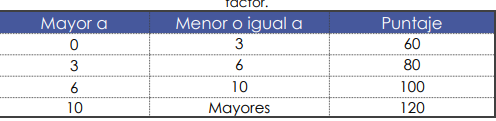 factor.
Mayor a Menor o igual a Puntaje
0 3 60
3 6 80
6 10 100
10 Mayores 120